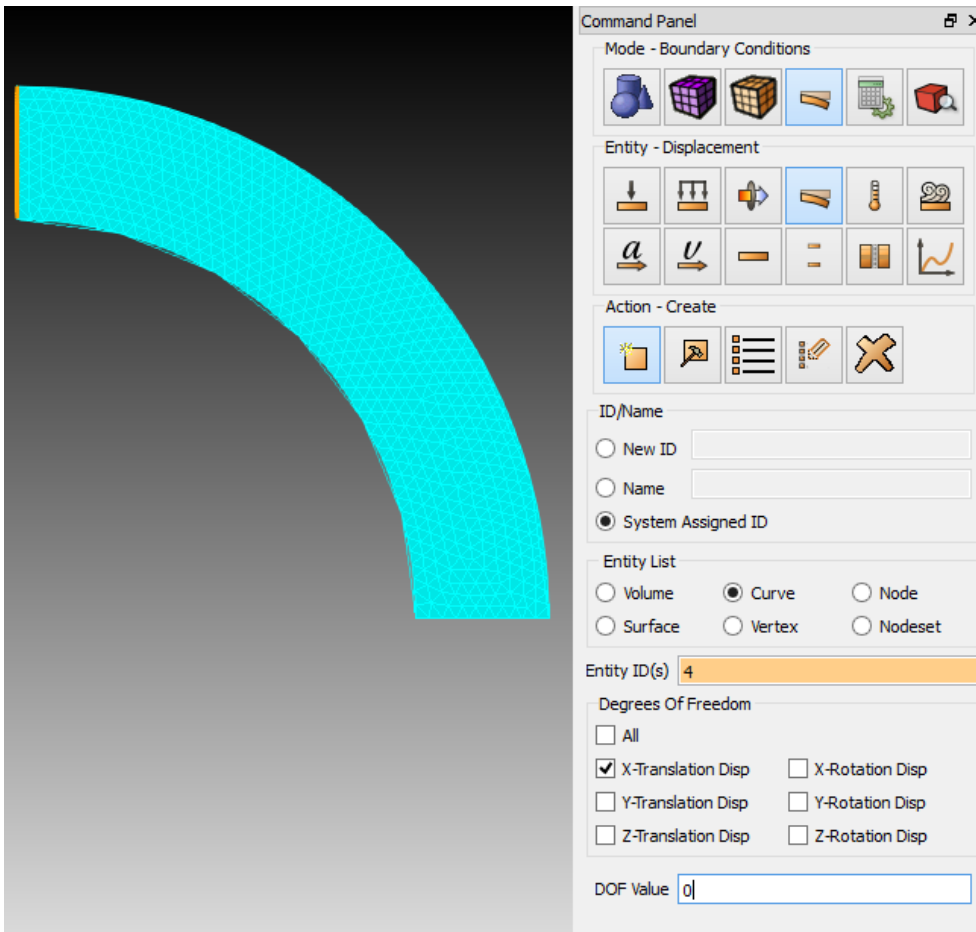 Command Panel
Mode - Boundary Conditions
Entity - Displacement
a
v
Action - Create
ID/Name
New ID
Name
System Assigned ID
Entity List
Volume Curve Node
Surface Vertex Nodeset
Entity ID(s) 4
Degrees Of Freedom
All
X-Translation Disp X-Rotation Disp
Y-Translation Disp Y-Rotation Disp
Z-Translation Disp Z-Rotation Disp
DOF Value 0